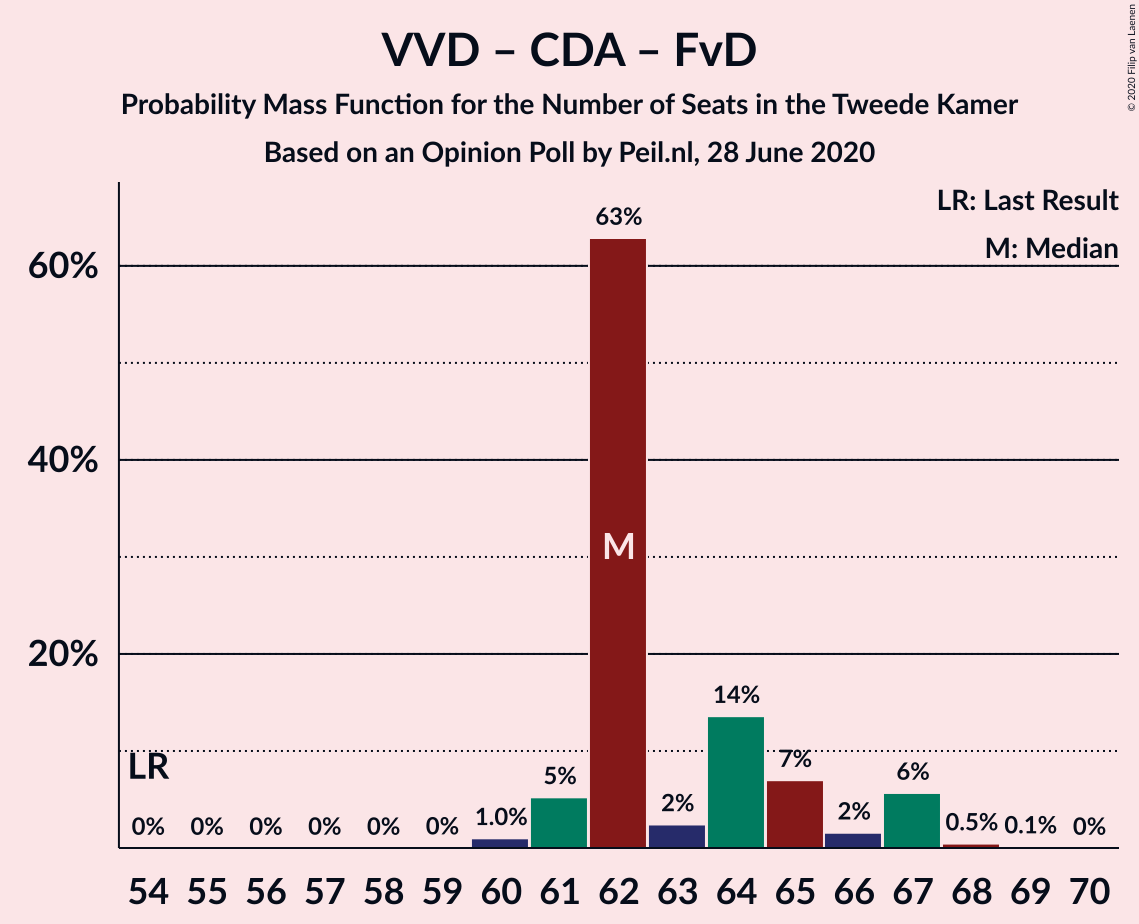 VVD – CDA – FvD
Probability Mass Function for the Number of Seats in the Tweede Kamer
Based on an Opinion Poll by Peil.nl, 28 June 2020
© 2020 Filip van Laenen
LR: Last Result
M: Median
63%
60%
40%
M
20%
14%
LR
7%
5%
6%
2%
1.0%
2%
0.5%
0.1%
0%
0%
0%
0%
0%
0%
0%
54 55 56 57 58 59 60 61 62 63 64 65 66 67 68 69 70